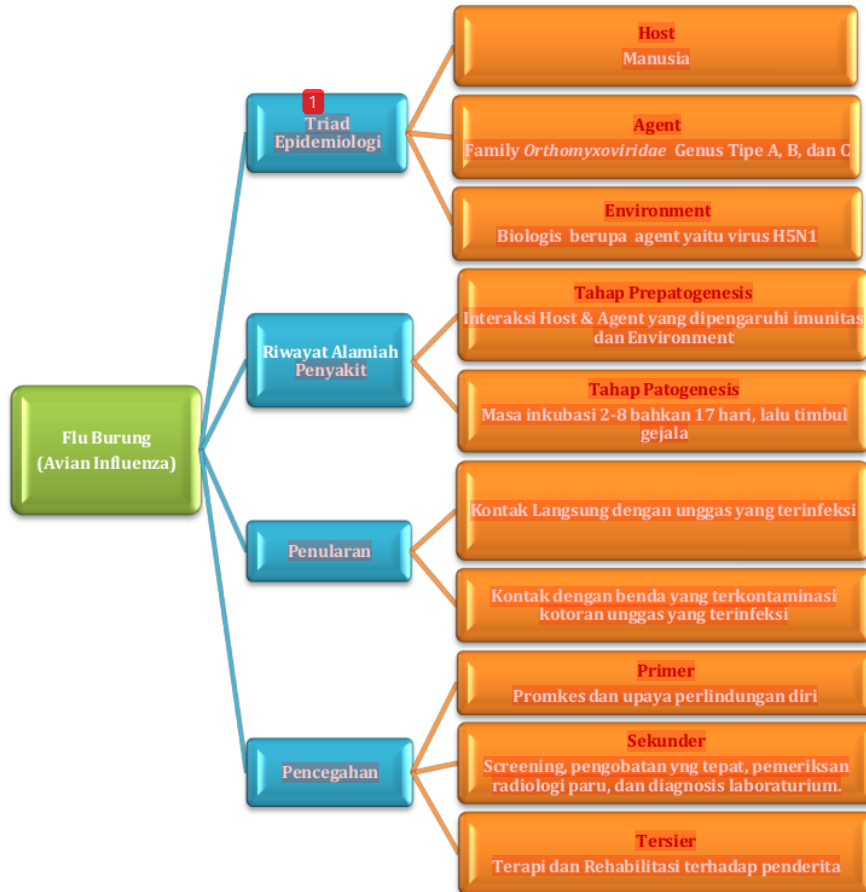 Flu Burung
(Avian Influenza)
1
Triad
Epidemiologi
Host
Manusia
Agent
Family Orthomyxoviridae Genus Tipe A, B, dan C
Environment
Biologis berupa agent yaitu virus H5N1
Riwayat Alamiah
Penyakit
Tahap Prepatogenesis
Interaksi Host & Agent yang dipengaruhi imunitas
dan Environment
Tahap Patogenesis
Masa inkubasi 2-8 bahkan 17 hari, lalu timbul
gejala
Penularan
Kontak Langsung dengan unggas yang terinfeksi
Kontak dengan benda yang terkontaminasi
kotoran unggas yang terinfeksi
Pencegahan
Primer
Promkes dan upaya perlindungan diri
Sekunder
Screening, pengobatan yng tepat, pemeriksan
radiologi paru, dan diagnosis laboraturium.
Tersier
Terapi dan Rehabilitasi terhadap penderita